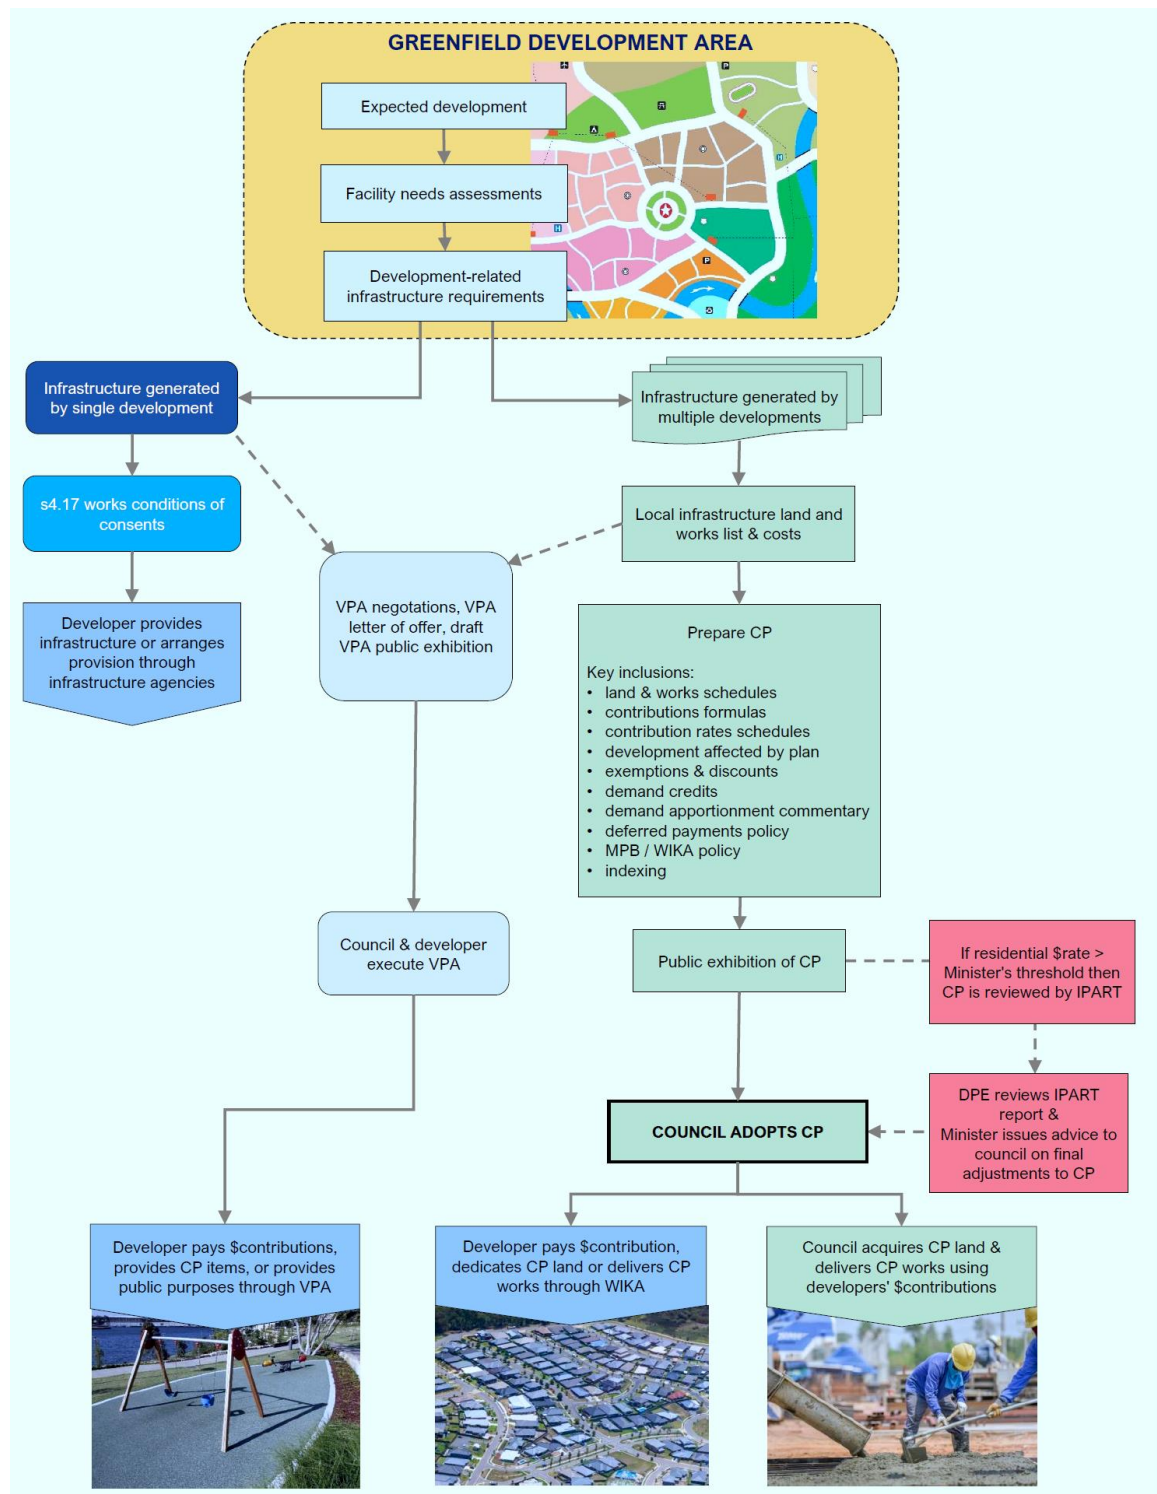 GREENFIELD DEVELOPMENT AREA
Expected development
Facility needs assessments
Development-related
infrastructure requirements
Infrastructure generated
by single development
Infrastructure generated by
multiple developments
s4.17 works conditions of
consents
Local infrastructure land and
works list & costs
Developer provides
infrastructure or arranges
provision through
infrastructure agencies
VPA negotations, VPA
letter of offer, draft
VPA public exhibition
Prepare CP
Key inclusions:
• land & works schedules
• contributions formulas
• contribution rates schedules
• development affected by plan
• exemptions & discounts
• demand credits
• demand apportionment commentary
• deferred payments policy
• MPB / WIKA policy
• indexing
Council & developer
execute VPA
Public exhibition of CP
If residential $rate >
Minister's threshold then
CP is reviewed by IPART
DPE reviews IPART
report &
Minister issues advice to
council on final
adjustments to CP
COUNCIL ADOPTS CP
Developer pays $contributions,
provides CP items, or provides
public purposes through VPA
Developer pays $contribution,
dedicates CP land or delivers CP
works through WIKA
Council acquires CP land &
delivers CP works using
developers' $contributions